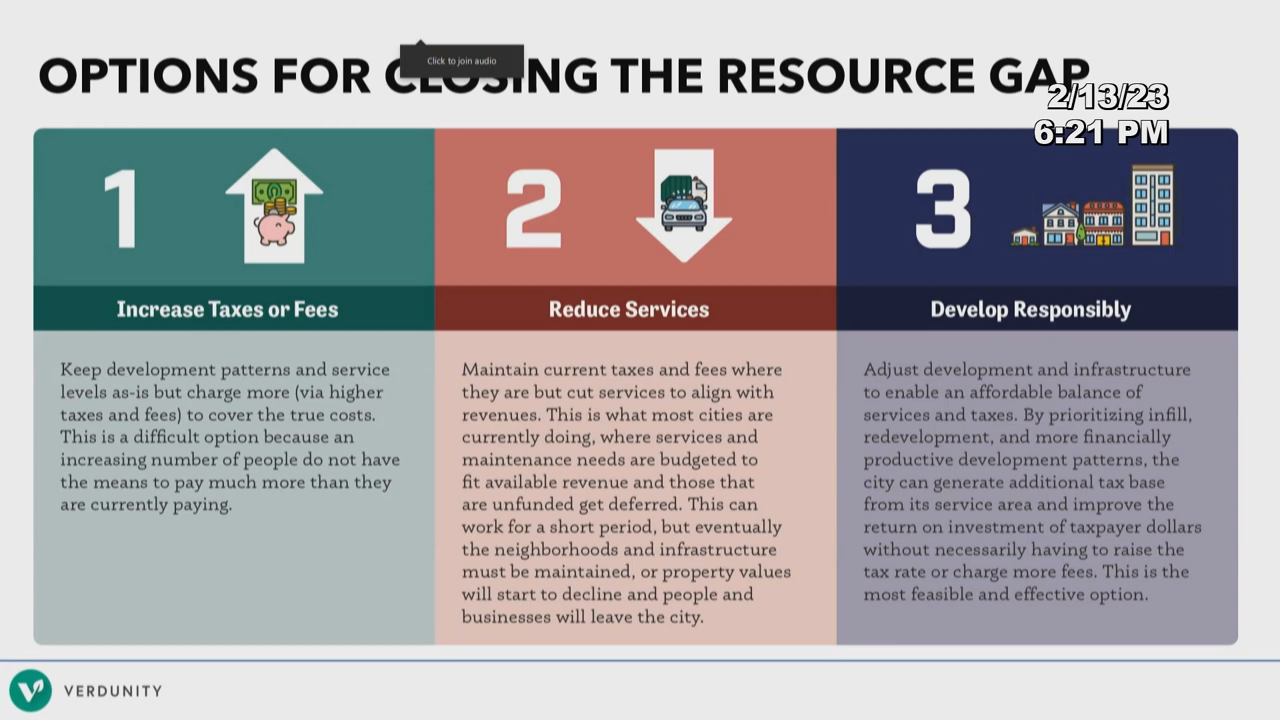 Click to join audio
OPTIONS FOR CLOSING THE RESOURCE GAP
2/13/23
6:21 PM
1
Increase Taxes or Fees
Keep development patterns and service
levels as-is but charge more (via higher
taxes and fees) to cover the true costs.
This is a difficult option because an
increasing number of people do not have
the means to pay much more than they
are currently paying.
2
Reduce Services
Maintain current taxes and fees where
they are but cut services to align with
revenues. This is what most cities are
currently doing, where services and
maintenance needs are budgeted to
fit available revenue and those that
are unfunded get deferred. This can
work for a short period, but eventually
the neighborhoods and infrastructure
must be maintained, or property values
will start to decline and people and
businesses will leave the city.
3
Develop Responsibly
Adjust development and infrastructure
to enable an affordable balance of
services and taxes. By prioritizing infill,
redevelopment, and more financially
productive development patterns, the
city can generate additional tax base
from its service area and improve the
return on investment of taxpayer dollars
without necessarily having to raise the
tax rate or charge more fees. This is the
most feasible and effective option.
VERDUNITY